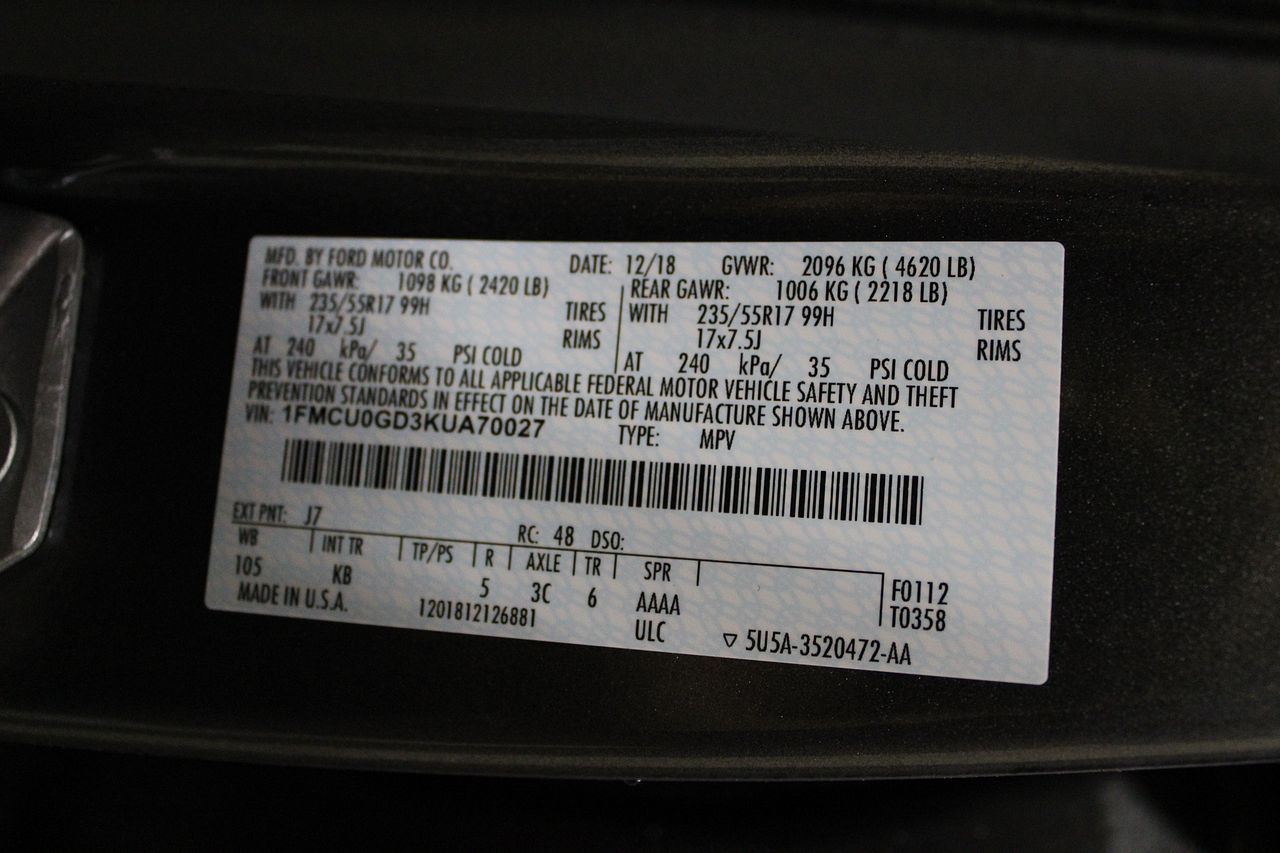 MFD. BY FORD MOTOR CO. DATE: 12/18 GVWR: 2096 KG ( 4620 LB)
FRONT GAWR: 1098 KG ( 2420 LB) REAR GAWR: 1006 KG ( 2218 LB)
WITH 235/55R17 99H TIRES WITH 235/55R17 99H TIRES
17x7.5J RIMS 17x7.5J RIMS
AT 240 kPa/ 35 PSI COLD AT 240 kPa/ 35 PSI COLD
THIS VEHICLE CONFORMS TO ALL APPLICABLE FEDERAL MOTOR VEHICLE SAFETY AND THEFT
PREVENTION STANDARDS IN EFFECT ON THE DATE OF MANUFACTURE SHOWN ABOVE.
VIN: 1FMCU0GD3KUA70027 TYPE: MPV
EXT PNT: J7 RC: 48 DSO:
WB INT TR TP/PS R AXLE TR SPR
105 KB 5 3C 6 AAAA F0112
ULC T0358
MADE IN U.S.A. 1201812126881 ▽ 5U5A-3520472-AA